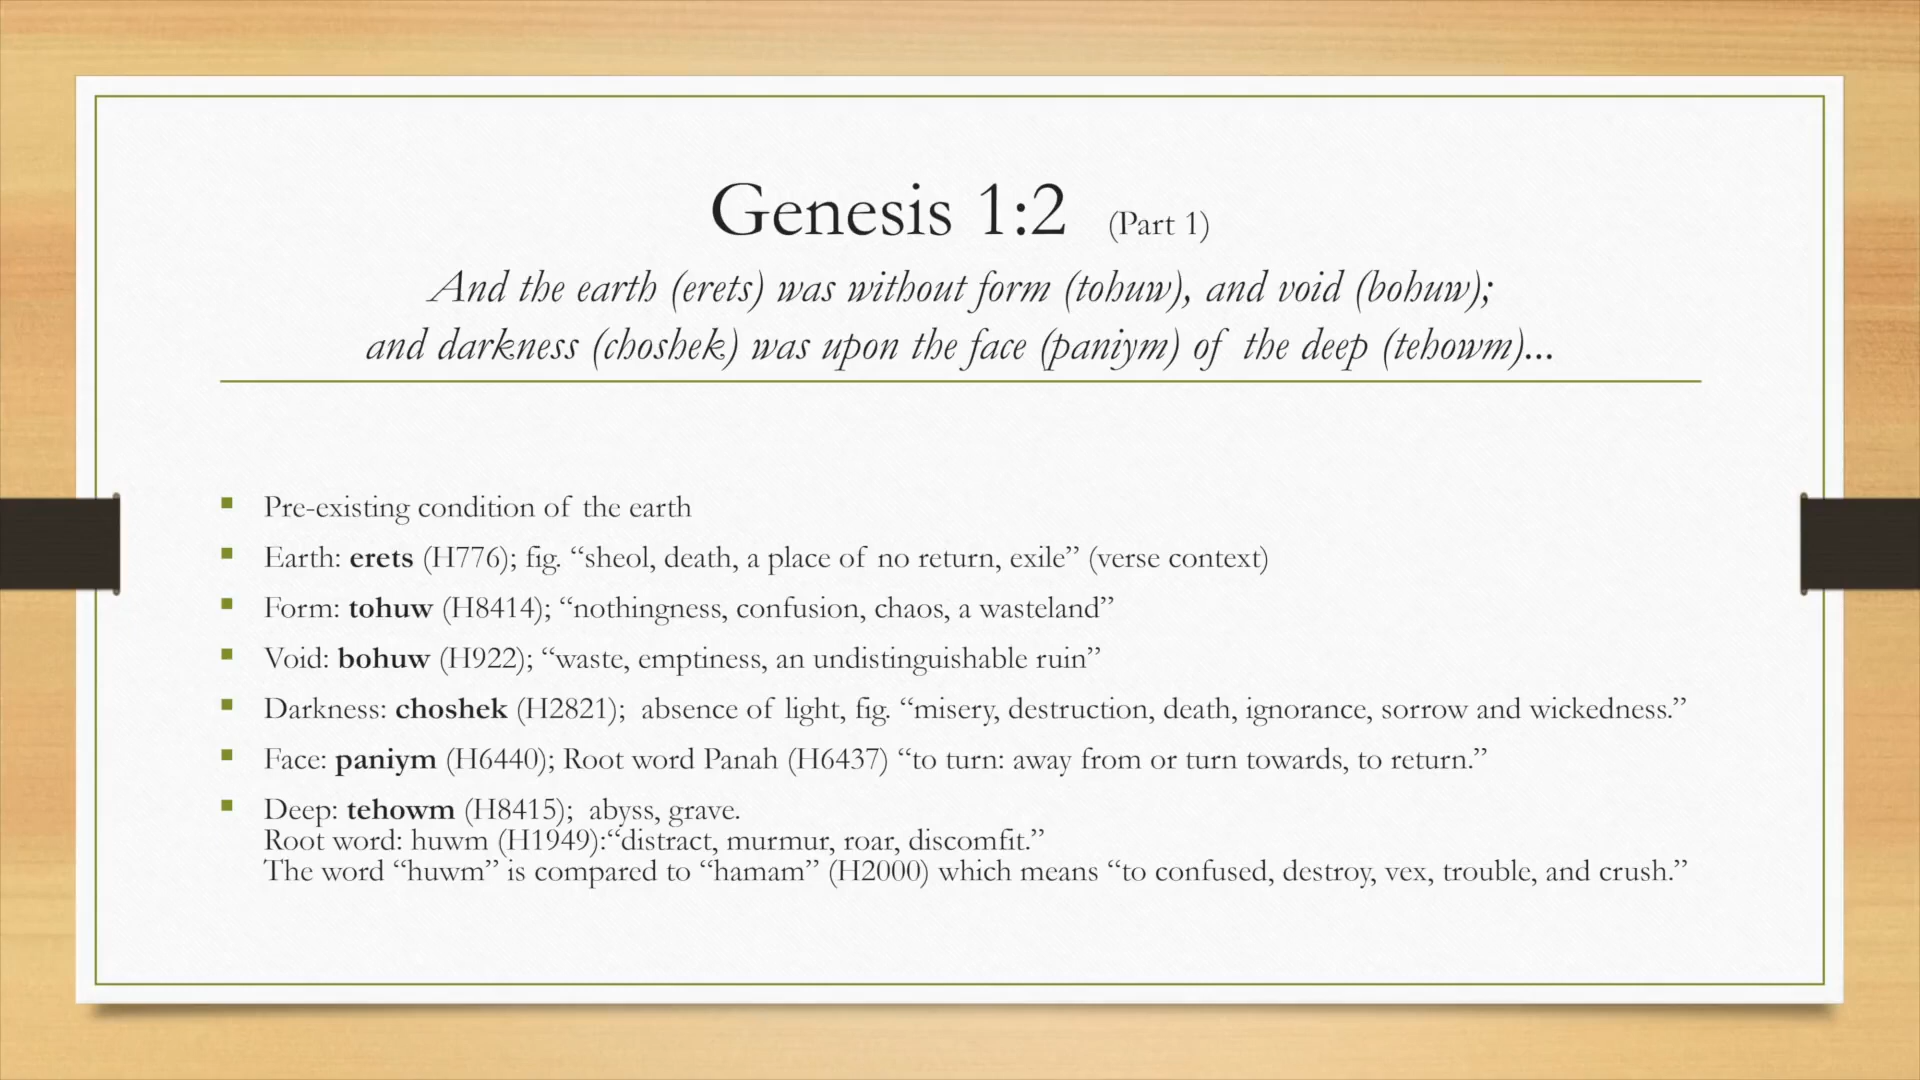 Genesis 1:2 (Part 1)
And the earth (erets) was without form (tohuw), and void (bohuw);
and darkness (choshek) was upon the face (paniym) of the deep (tehowm)...
▪ Pre-existing condition of the earth
▪ Earth: erets (H776); fig. “sheol, death, a place of no return, exile” (verse context)
▪ Form: tohuw (H8414); “nothingness, confusion, chaos, a wasteland”
▪ Void: bohuw (H922); “waste, emptiness, an undistinguishable ruin”
▪ Darkness: choshek (H2821); absence of light, fig. “misery, destruction, death, ignorance, sorrow and wickedness.”
▪ Face: paniym (H6440); Root word Panah (H6437) “to turn: away from or turn towards, to return.”
▪ Deep: tehowm (H8415); abyss, grave.
Root word: huwm (H1949):“distract, murmur, roar, discomfit.”
The word “huwm” is compared to “hamam” (H2000) which means “to confused, destroy, vex, trouble, and crush.”